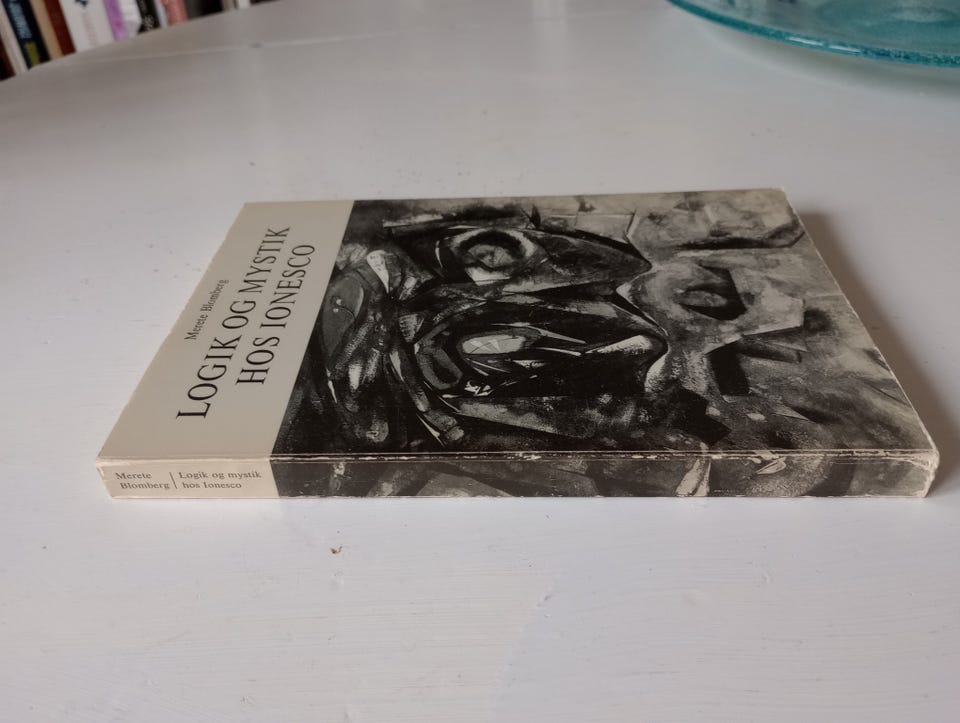 Merete Blomberg
LOGIK OG MYSTIK
HOS IONESCO
Merete
Blomberg
Logik og mystik
hos Ionesco